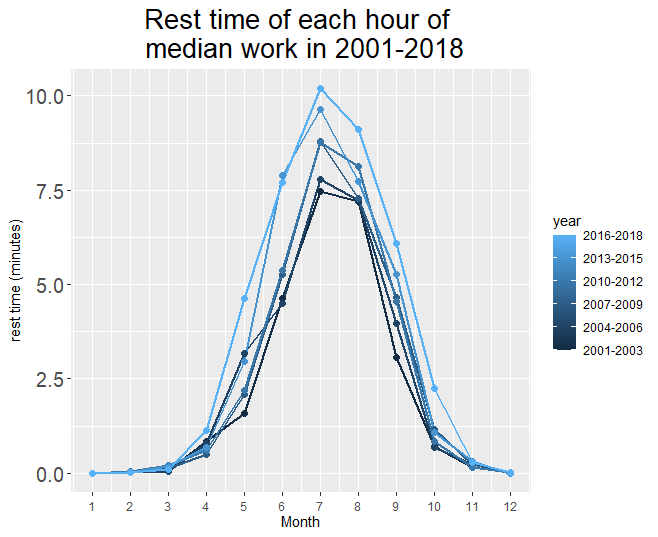 Rest time of each hour of
median work in 2001-2018
rest time (minutes)
10.0
7.5
5.0
2.5
0.0
1 2 3 4 5 6 7 8 9 10 11 12
Month
year
2016-2018
2013-2015
2010-2012
2007-2009
2004-2006
2001-2003